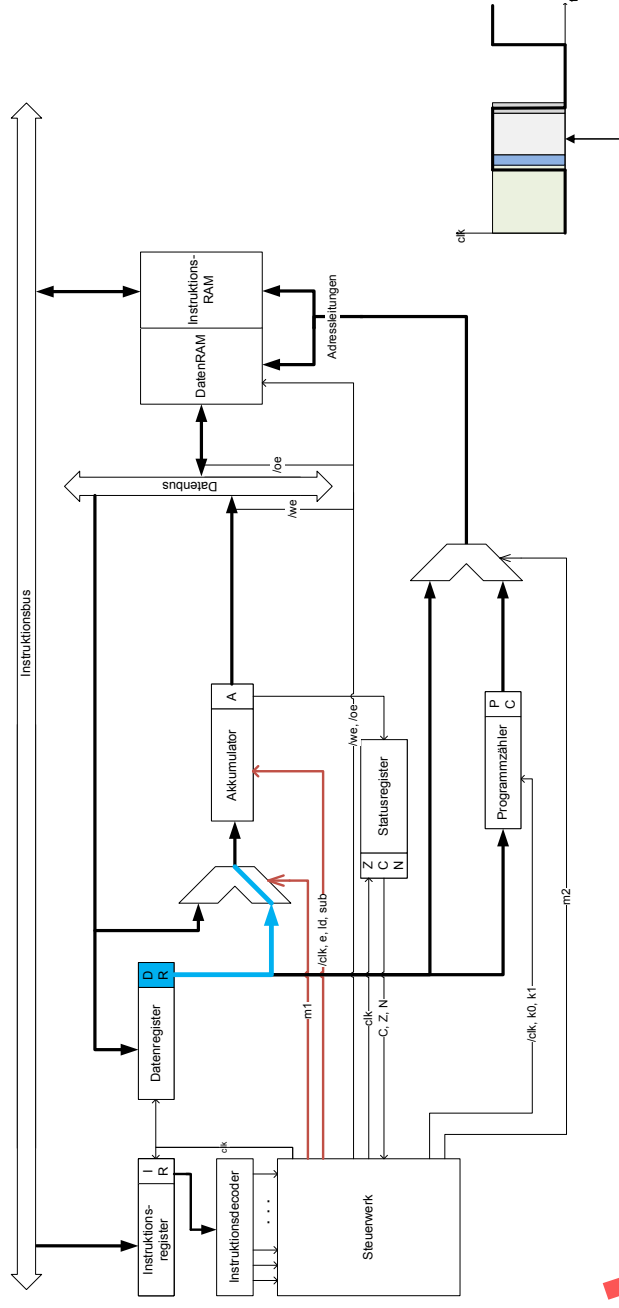 Instruktionsbus
Instruktions-
register
I
R
Datenregister
D
R
Instruktionsdecoder
. . .
Steuerwerk
clk
m1
/clk, e, ld, sub
/we, /oe
clk
C, Z, N
/clk, k0, k1
m2
Akkumulator
A
Statusregister
Z
C
N
Programmzähler
P
C
Datenbus
/we
/oe
DatenRAM
Instruktions-
RAM
Adressleitungen
clk